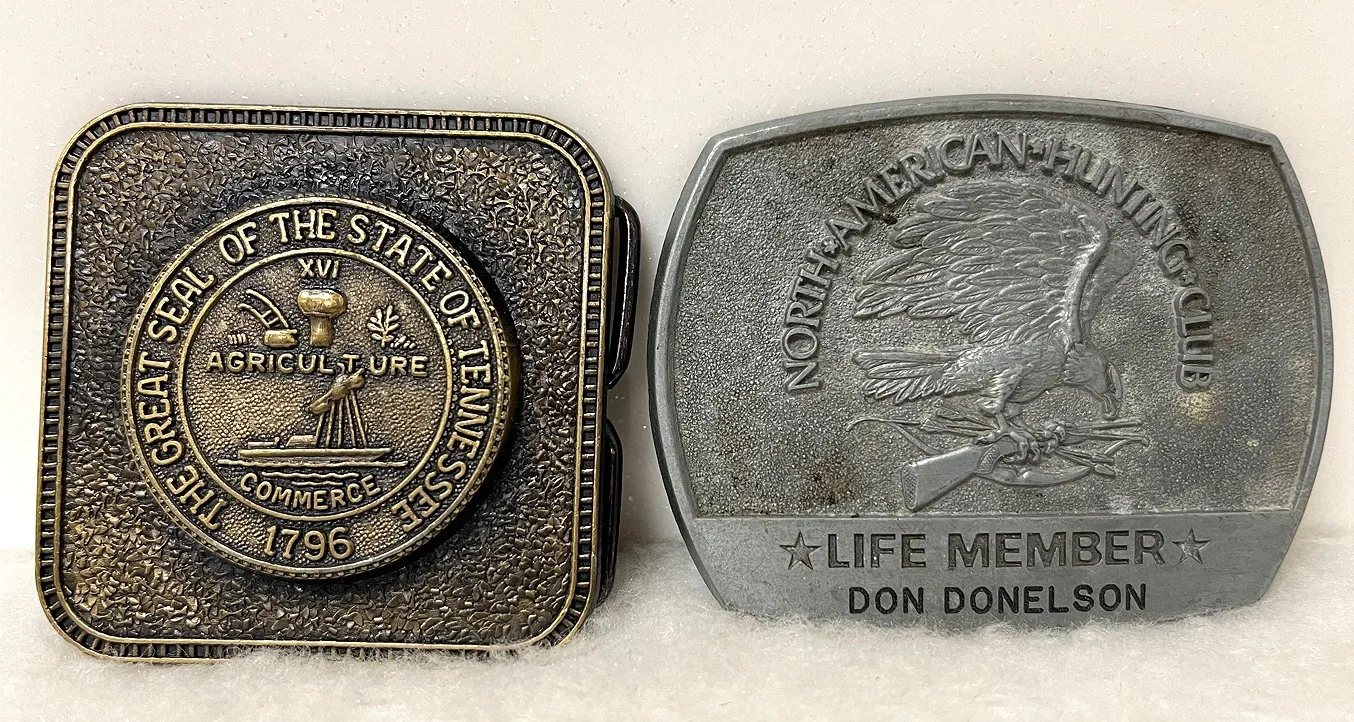 THE GREAT SEAL OF THE STATE OF TENNESSEE
XVI
AGRICULTURE
COMMERCE
1796
NORTH·AMERICAN·HUNTING·CLUB
★LIFE MEMBER★
DON DONELSON